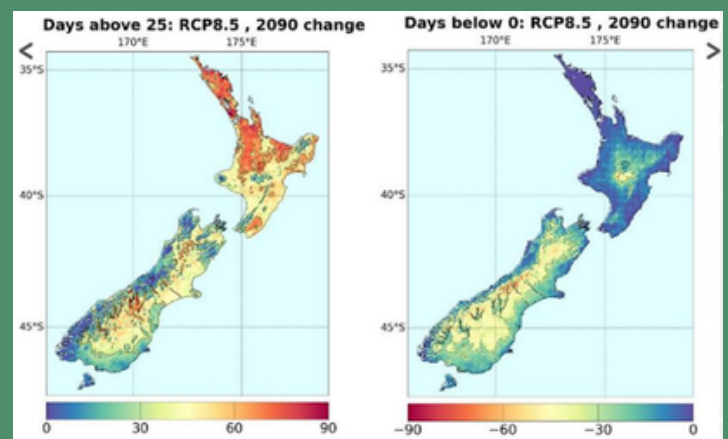 Days above 25: RCP8.5 , 2090 change
170°E 175°E
35°S
40°S
45°S
0 30 60 90
Days below 0: RCP8.5 , 2090 change
170°E 175°E
35°S
40°S
45°S
−90 −60 −30 0